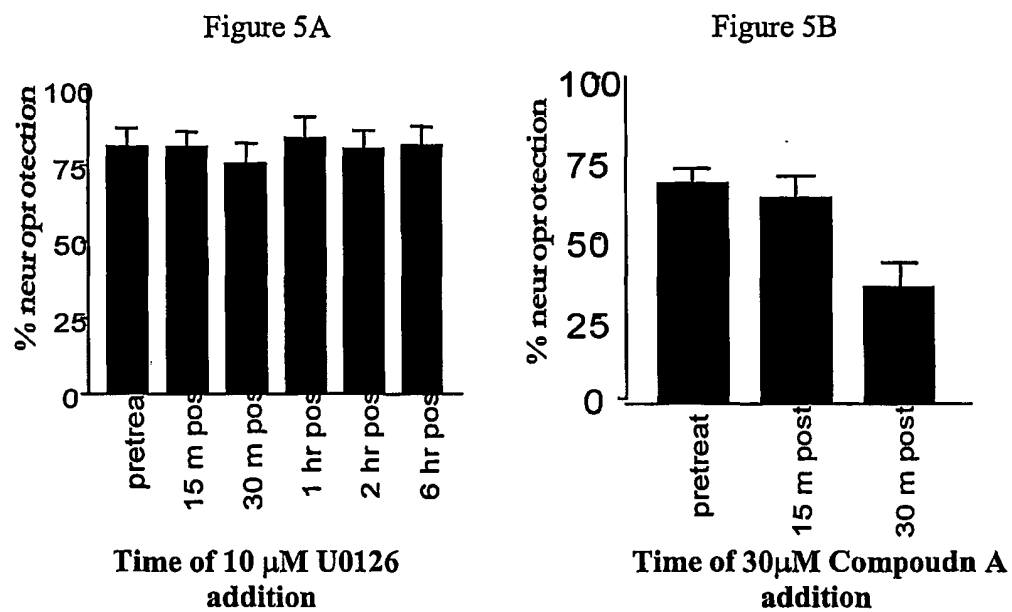 Figure 5A
% neuroprotection
100
75
50
25
0
pretrea
15 m pos
30 m pos
1 hr pos
2 hr pos
6 hr pos
Time of 10 μM U0126
addition
Figure 5B
% neuroprotection
100
75
50
25
0
pretreat
15 m post
30 m post
Time of 30μM Compoudn A
addition